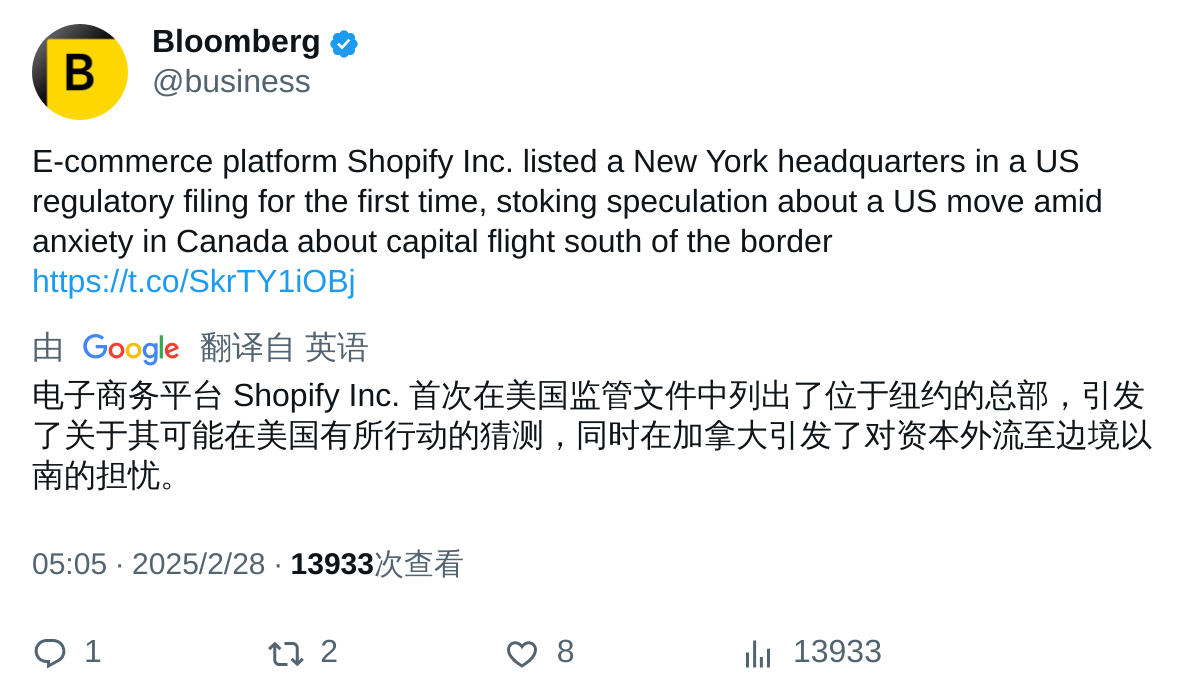 B
Bloomberg
@business
E-commerce platform Shopify Inc. listed a New York headquarters in a US
regulatory filing for the first time, stoking speculation about a US move amid
anxiety in Canada about capital flight south of the border
https://t.co/SkrTY1iOBj
由 Google 翻译自 英语
电子商务平台 Shopify Inc. 首次在美国监管文件中列出了位于纽约的总部，引发
了关于其可能在美国有所行动的猜测，同时在加拿大引发了对资本外流至边境以
南的担忧。
05:05 · 2025/2/28 · 13933次查看
1 2 8 13933